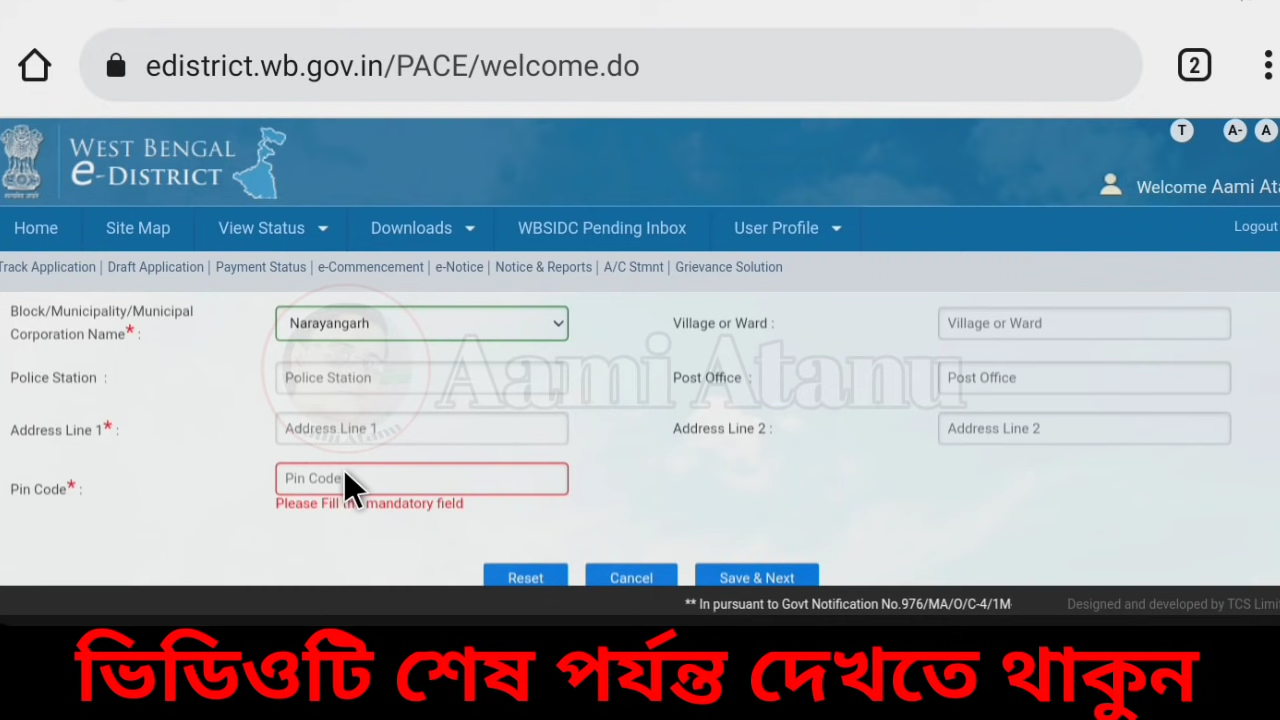 edistrict.wb.gov.in/PACE/welcome.do
2
T A- A
WEST BENGAL
e-DISTRICT
Welcome Aami
Home Site Map View Status Downloads WBSIDC Pending Inbox User Profile Logout
Track Application | Draft Application | Payment Status | e-Commencement | e-Notice | Notice & Reports | A/C Stmnt | Grievance Solution
Block/Municipality/Municipal
Corporation Name* :
Narayangarh
Village or Ward :
Village or Ward
Police Station :
Police Station
Post Office :
Post Office
Aami Atanu
Address Line 1* :
Address Line 1
Address Line 2 :
Address Line 2
Pin Code* :
Pin Code
Please Fill mandatory field
Reset Cancel Save & Next
** In pursuant to Govt Notification No.976/MA/O/C-4/1M
Designed and developed by TCS
ভিডিওটি শেষ পর্যন্ত দেখতে থাকুন